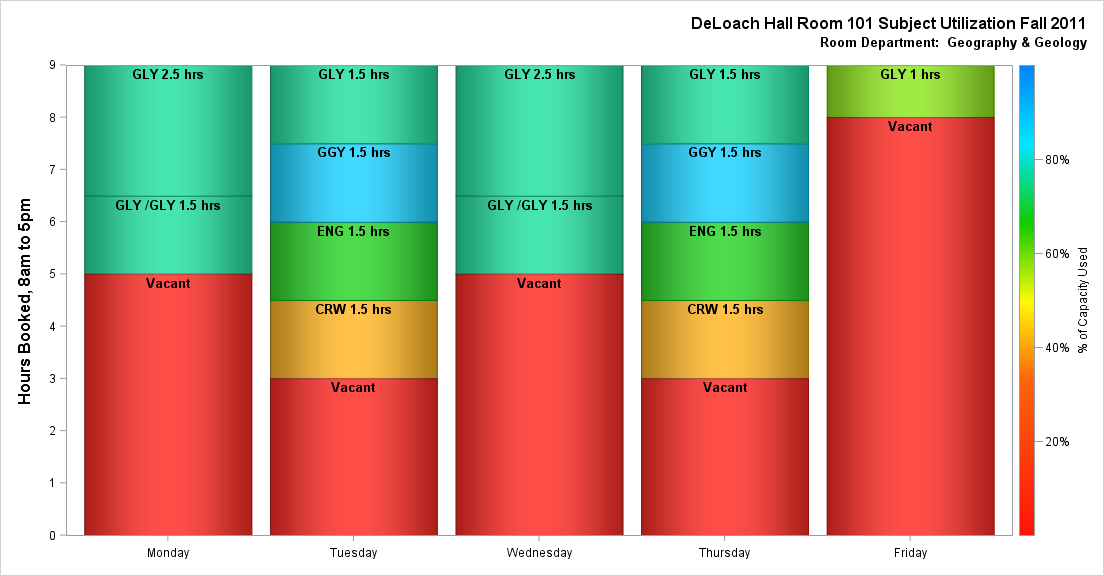 DeLoach Hall Room 101 Subject Utilization Fall 2011
Room Department:  Geography & Geology
Hours Booked, 8am to 5pm
9
8
7
6
5
4
3
2
1
0
GLY 2.5 hrs
GLY /GLY 1.5 hrs
Vacant
GLY 1.5 hrs
GGY 1.5 hrs
ENG 1.5 hrs
CRW 1.5 hrs
Vacant
GLY 2.5 hrs
GLY /GLY 1.5 hrs
Vacant
GLY 1.5 hrs
GGY 1.5 hrs
ENG 1.5 hrs
CRW 1.5 hrs
Vacant
GLY 1 hrs
Vacant
Monday
Tuesday
Wednesday
Thursday
Friday
80%
60%
40%
20%
% of Capacity Used